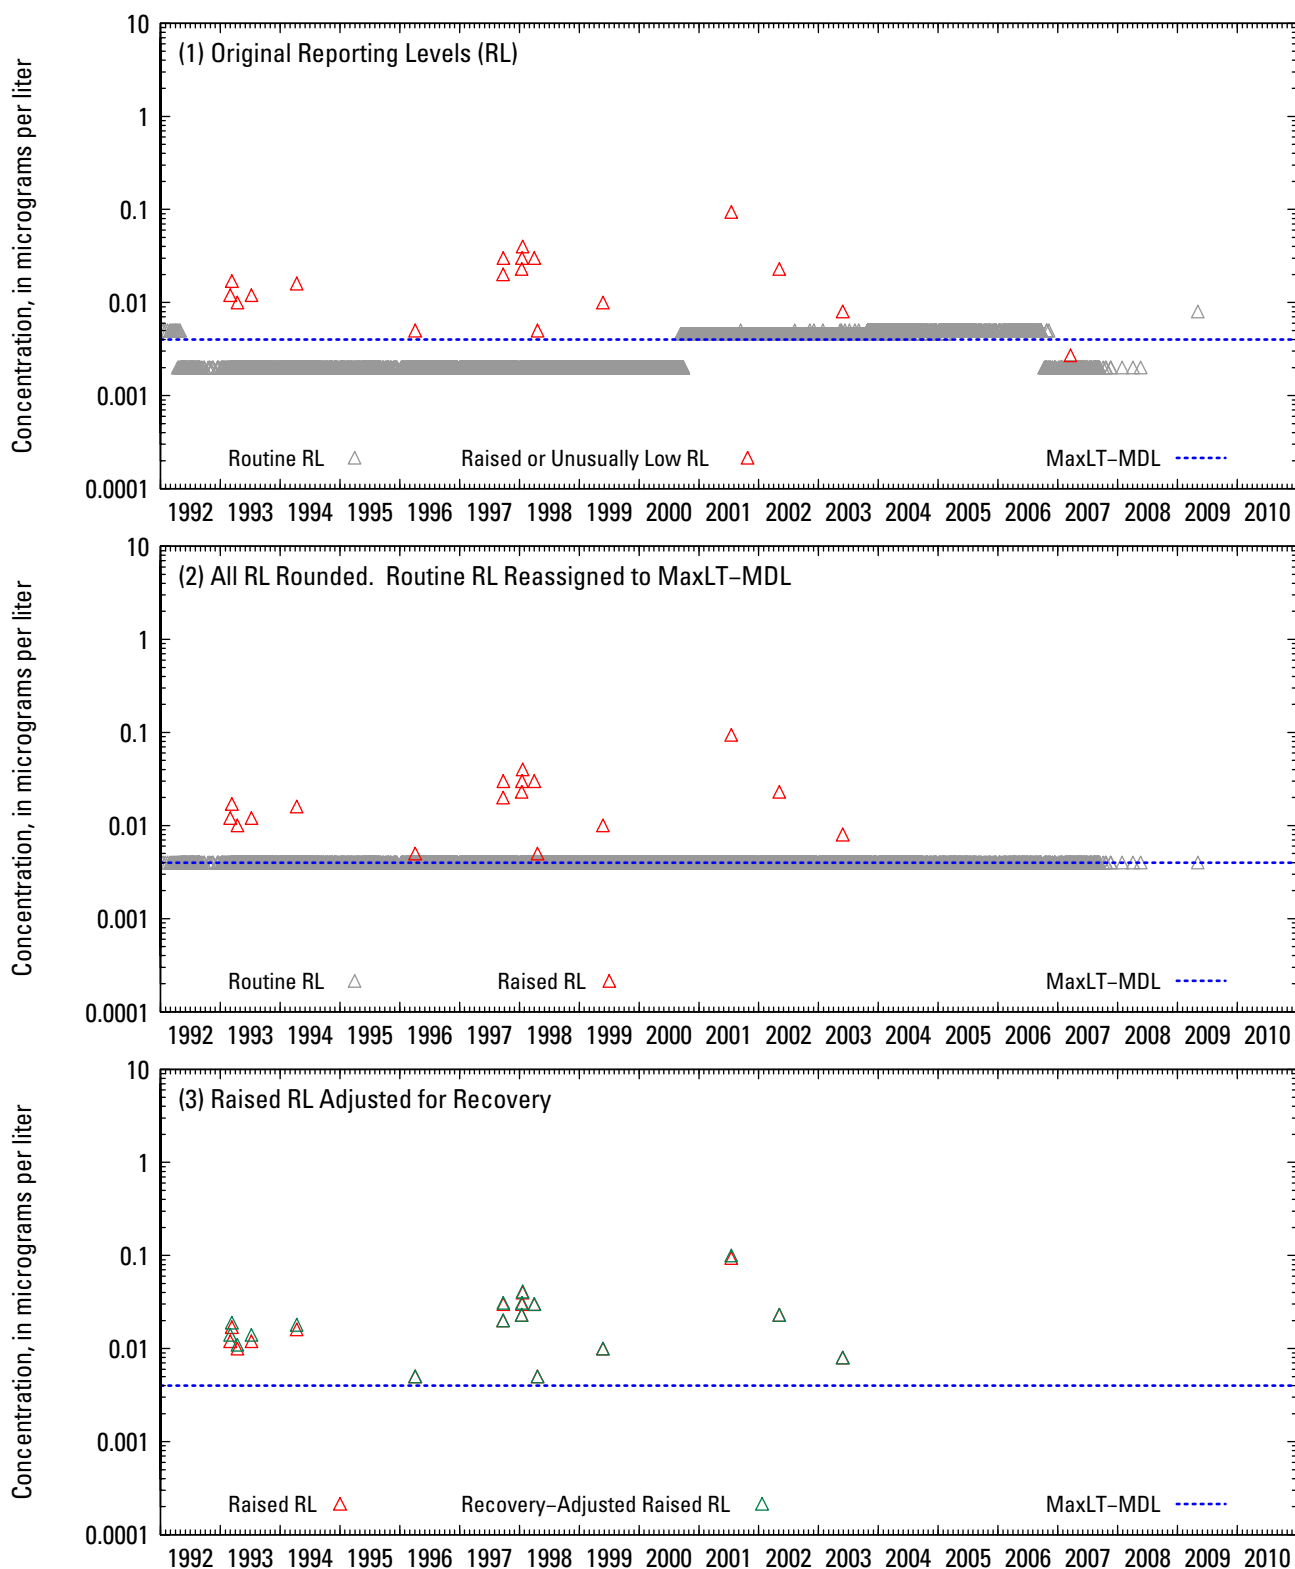 (1) Original Reporting Levels (RL)
Concentration, in micrograms per liter
10
1
0.1
0.01
0.001
0.0001
Routine RL
Raised or Unusually Low RL
MaxLT–MDL
1992 1993 1994 1995 1996 1997 1998 1999 2000 2001 2002 2003 2004 2005 2006 2007 2008 2009 2010
(2) All RL Rounded. Routine RL Reassigned to MaxLT–MDL
Concentration, in micrograms per liter
10
1
0.1
0.01
0.001
0.0001
Routine RL
Raised RL
MaxLT–MDL
1992 1993 1994 1995 1996 1997 1998 1999 2000 2001 2002 2003 2004 2005 2006 2007 2008 2009 2010
(3) Raised RL Adjusted for Recovery
Concentration, in micrograms per liter
10
1
0.1
0.01
0.001
0.0001
Raised RL
Recovery–Adjusted Raised RL
MaxLT–MDL
1992 1993 1994 1995 1996 1997 1998 1999 2000 2001 2002 2003 2004 2005 2006 2007 2008 2009 2010